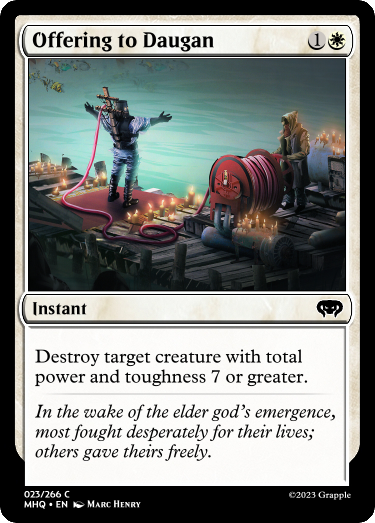 Offering to Daugan 1
Instant
Destroy target creature with total
power and toughness 7 or greater.
In the wake of the elder god's emergence,
most fought desperately for their lives;
others gave theirs freely.
023/266 C
MHQ • EN Marc Henry ©2023 Grapple